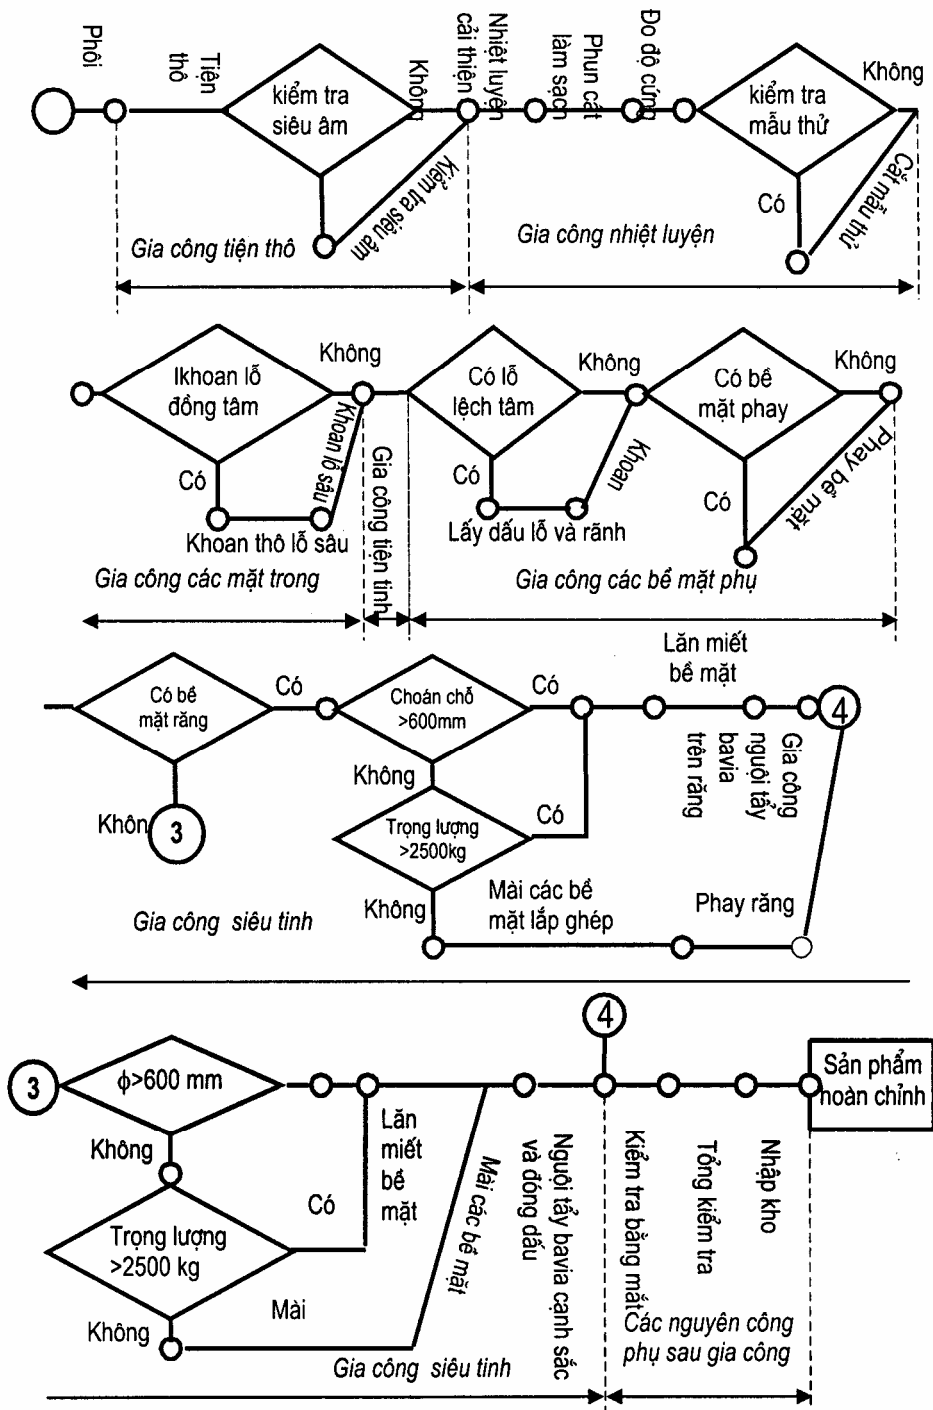 Phôi
Tiện
thô
kiểm tra
siêu âm
Không
Kiểm tra siêu âm
Nhiệt luyện
cải thiện
Phun cát
làm sạch
Đo độ cứng
kiểm tra
mẫu thử
Không
Có
Cắt mẫu thử
Gia công tiện thô
Gia công nhiệt luyện
Ikhoan lỗ
đồng tâm
Không
Có
Khoan lỗ sâu
Khoan thô lỗ sâu
Gia công các mặt trong
Gia công tiện tinh
Có lỗ
lệch tâm
Không
Có
Khoan
Lấy dấu lỗ và rãnh
Có bề
mặt phay
Không
Có
Phay bề mặt
Gia công các bề mặt phụ
Có bề
mặt răng
Có
Khôn
3
Choán chỗ
>600mm
Có
Không
Trọng lượng
>2500kg
Có
Không
Lăn miết
bề mặt
Gia công
nguội tẩy
bavia
trên răng
4
Mài các bề
mặt lắp ghép
Phay răng
Gia công siêu tinh
3
ϕ>600 mm
Không
Trọng lượng
>2500 kg
Có
Không
Mài
Lăn
miết
bề
mặt
Mài các bề mặt
Nguội tẩy bavia cạnh sắc
và đóng dấu
4
Kiểm tra bằng mắt
Tổng kiểm tra
Nhập kho
Sản phẩm
hoàn chỉnh
Gia công siêu tinh
Các nguyên công
phụ sau gia công